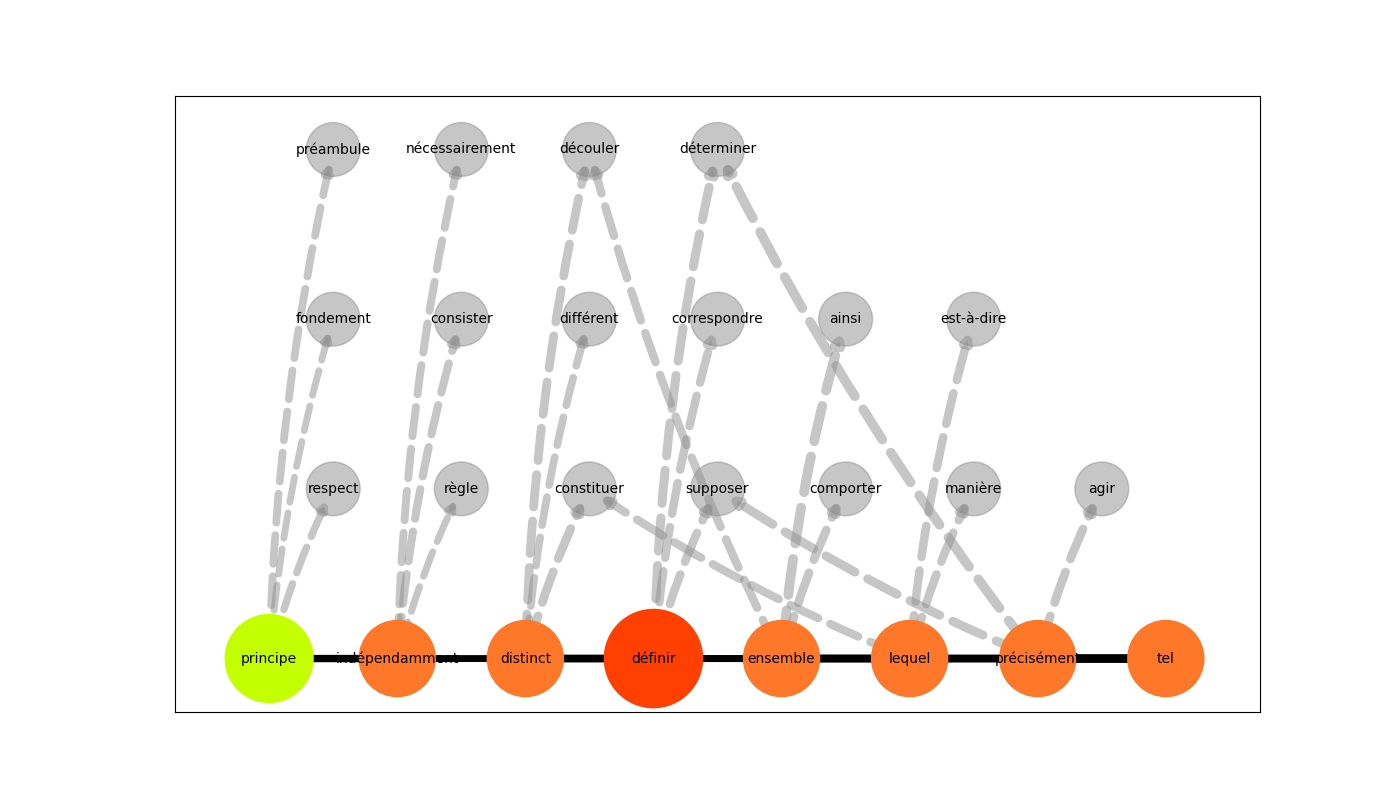 préambule nécessairement découler déterminer
fondement consister différent correspondre ainsi est-à-dire
respect règle constituer supposer comporter manière agir
principe indépendamment distinct définir ensemble lequel précisément tel